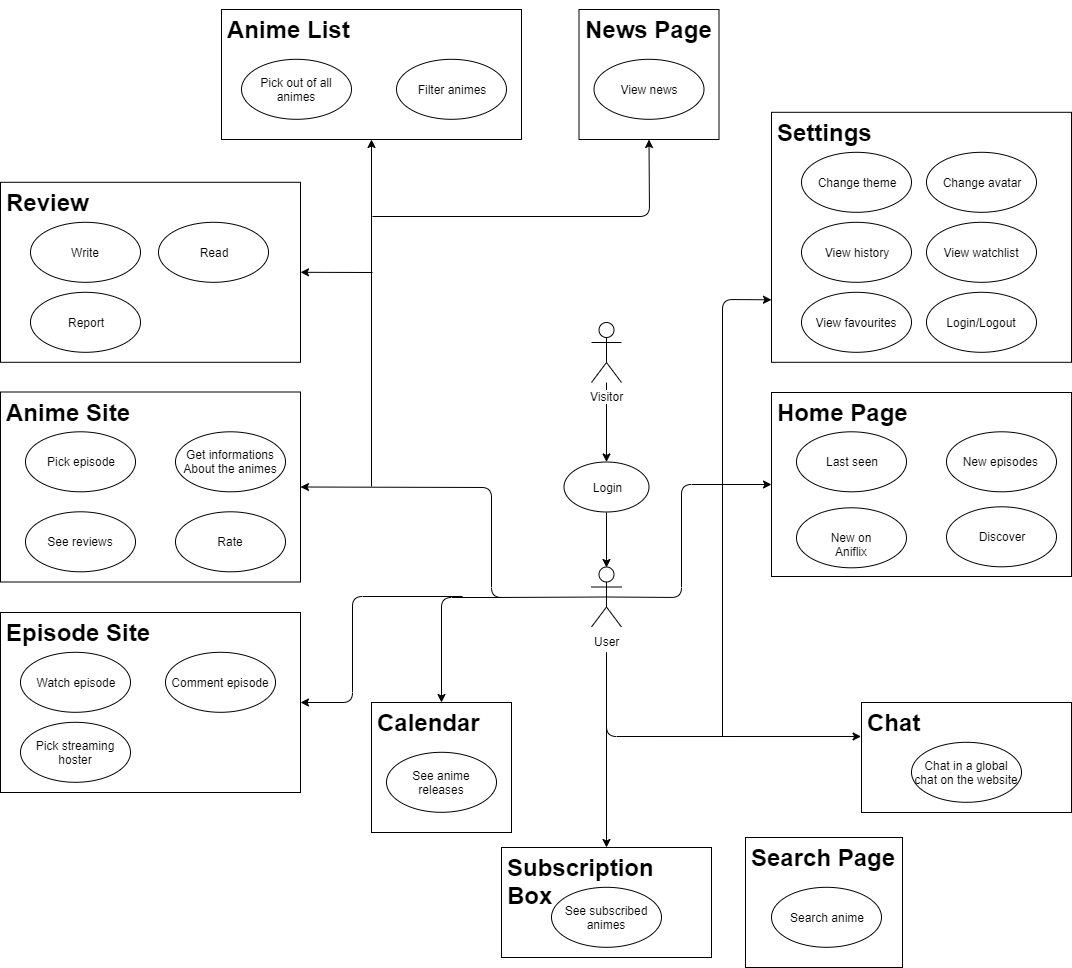 Anime List
Pick out of all
animes
Filter animes
News Page
View news
Settings
Change theme
Change avatar
View history
View watchlist
View favourites
Login/Logout
Review
Write
Read
Report
Visitor
Login
User
Anime Site
Pick episode
Get informations
About the animes
See reviews
Rate
Home Page
Last seen
New episodes
New on
Aniflix
Discover
Episode Site
Watch episode
Comment episode
Pick streaming
hoster
Calendar
See anime
releases
Chat
Chat in a global
chat on the website
Subscription
Box
See subscribed
animes
Search Page
Search anime